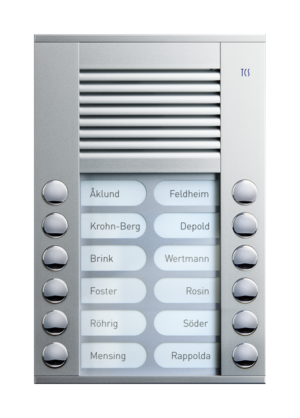 TCS
Åklund Feldheim
Krohn-Berg Depold
Brink Wertmann
Foster Rosin
Röhrig Söder
Mensing Rappolda